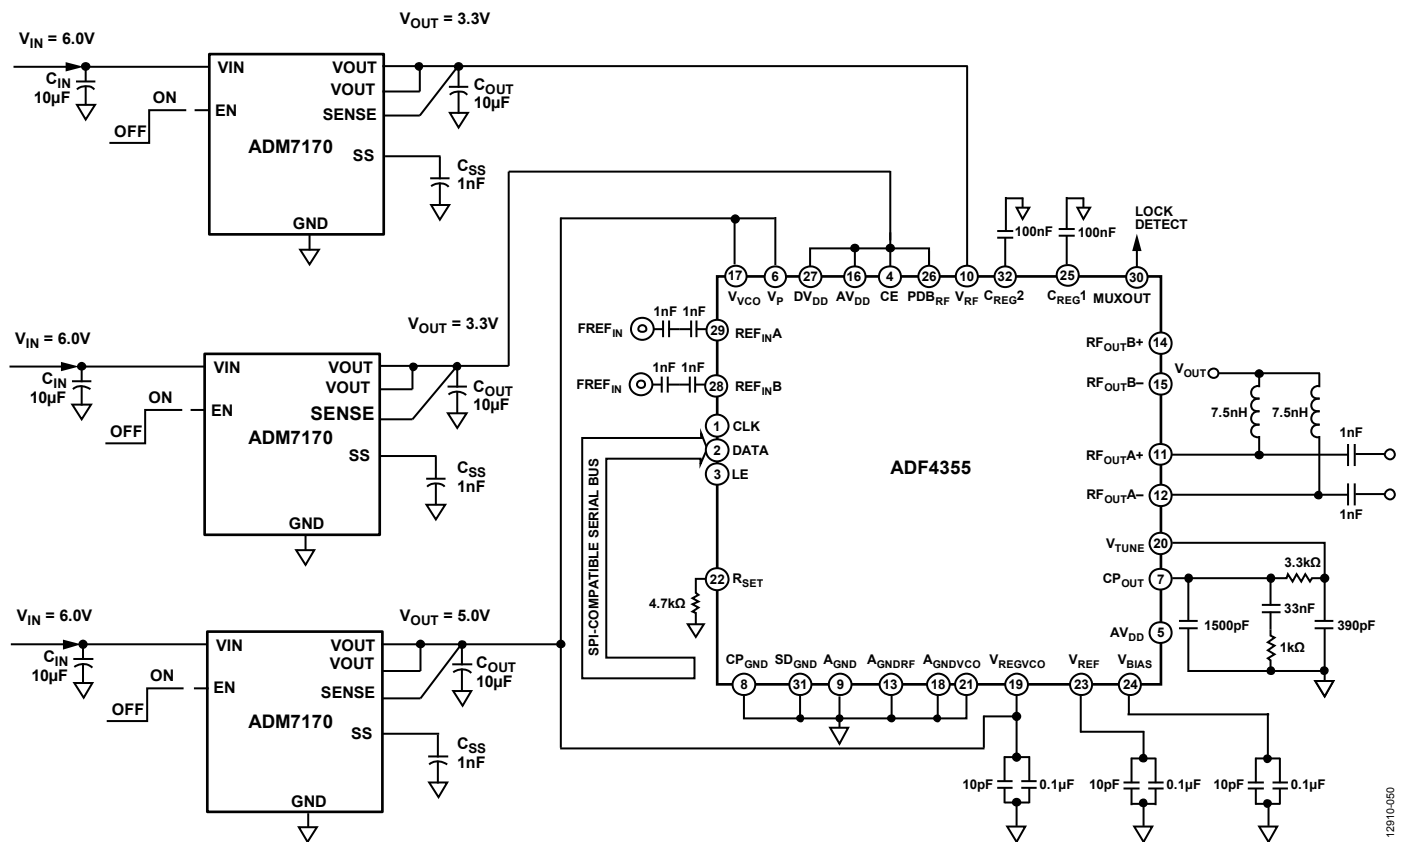 VOUT = 3.3V
VIN = 6.0V
CIN
10µF
ON
OFF
VIN
EN
VOUT
VOUT
SENSE
ADM7170
SS
GND
COUT
10µF
CSS
1nF
VOUT = 3.3V
VIN = 6.0V
CIN
10µF
ON
OFF
VIN
EN
VOUT
VOUT
SENSE
ADM7170
SS
GND
COUT
10µF
CSS
1nF
VOUT = 5.0V
VIN = 6.0V
CIN
10µF
ON
OFF
VIN
EN
VOUT
VOUT
SENSE
ADM7170
SS
GND
COUT
10µF
CSS
1nF
100nF
100nF
LOCK
DETECT
17
6
27
16
4
26
10
32
25
30
VVCO
VP
DVDD
AVDD
CE
PDBRF
VRF
CREG2
CREG1
MUXOUT
FREFIN
1nF
1nF
29
REFINA
FREFIN
1nF
1nF
28
REFINB
1
CLK
2
DATA
3
LE
SPI-COMPATIBLE SERIAL BUS
22
RSET
4.7kΩ
ADF4355
RFOUTB+
14
RFOUTB–
15
VOUT
7.5nH
7.5nH
RFOUTA+
11
1nF
RFOUTA–
12
1nF
VTUNE
20
3.3kΩ
CPOUT
7
33nF
1500pF
390pF
1kΩ
AVDD
5
CPGND
SDGND
AGND
AGNDRF
AGNDVCO
VREGVCO
VREF
VBIAS
8
31
9
13
18
21
19
23
24
10pF
0.1µF
10pF
0.1µF
10pF
0.1µF
12910-050